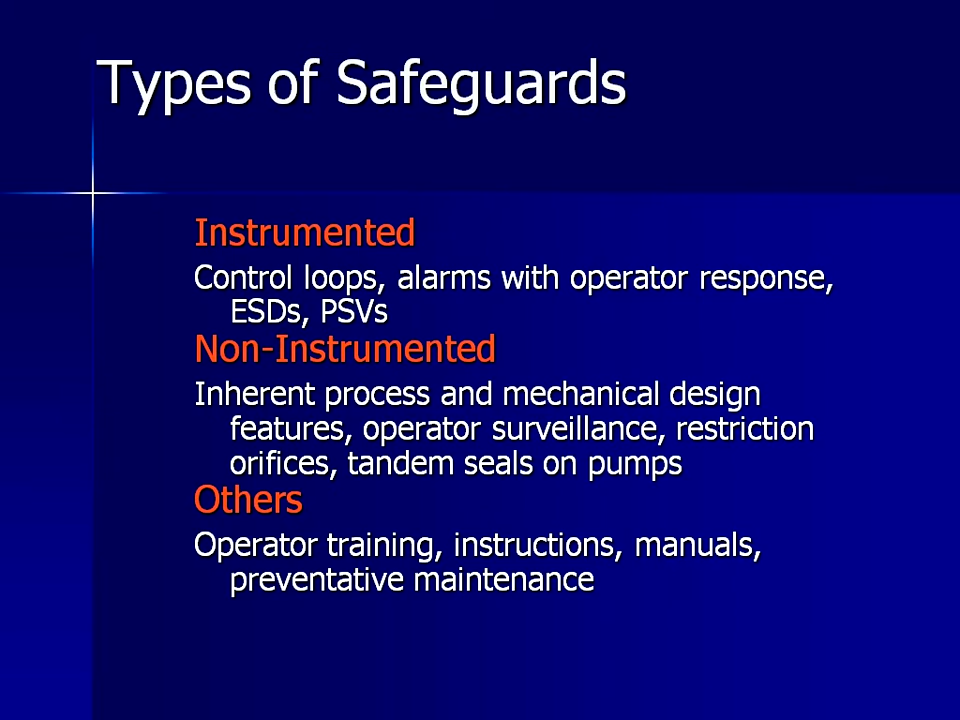 Types of Safeguards
Instrumented
Control loops, alarms with operator response,
ESDs, PSVs
Non-Instrumented
Inherent process and mechanical design
features, operator surveillance, restriction
orifices, tandem seals on pumps
Others
Operator training, instructions, manuals,
preventative maintenance